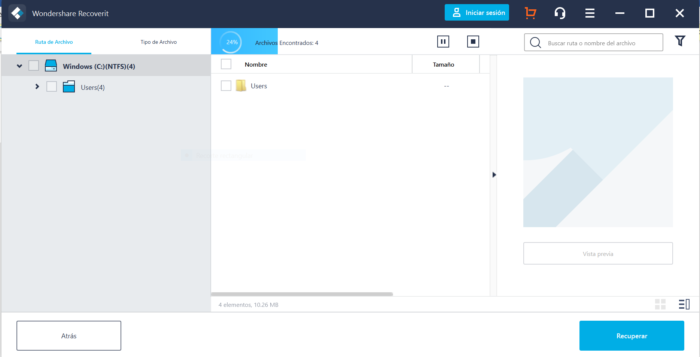 Wondershare Recoverit
Iniciar sesión
Ruta de Archivo
Tipo de Archivo
24%
Archivos Encontrados: 4
Buscar ruta o nombre del archivo
Windows (C:)(NTFS)(4)
Users(4)
Nombre
Tamaño
Users
--
Vista previa
4 elementos, 10.26 MB
Atrás
Recuperar